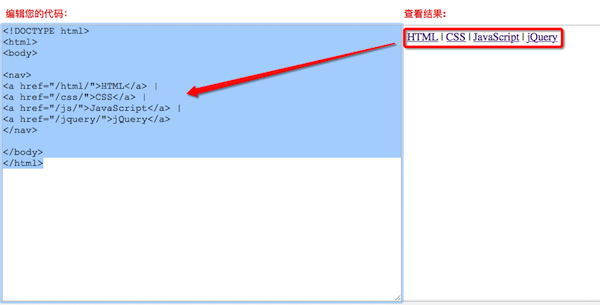 编辑您的代码：
查看结果:
<!DOCTYPE html>
<html>
<body>
<nav>
<a href="/html/">HTML</a> |
<a href="/css/">CSS</a> |
<a href="/js/">JavaScript</a> |
<a href="/jquery/">jQuery</a>
</nav>
</body>
</html>
HTML | CSS | JavaScript | jQuery